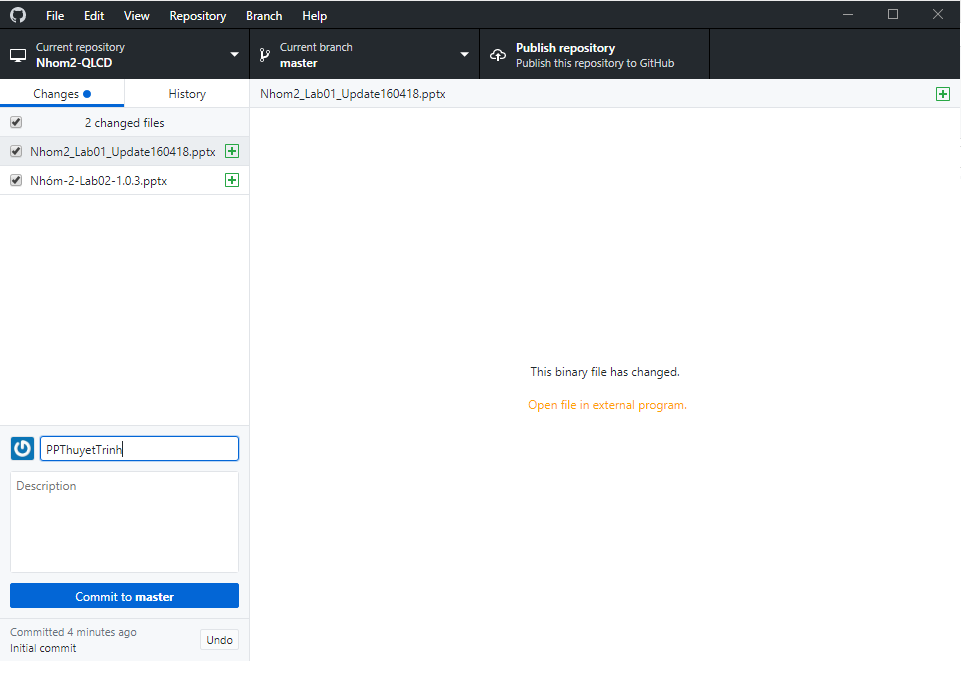 File Edit View Repository Branch Help
Current repository
Nhom2-QLCD
Current branch
master
Publish repository
Publish this repository to GitHub
Changes History
Nhom2_Lab01_Update160418.pptx
2 changed files
Nhom2_Lab01_Update160418.pptx
Nhóm-2-Lab02-1.0.3.pptx
This binary file has changed.
Open file in external program.
PPThuyetTrinh
Description
Commit to master
Committed 4 minutes ago
Initial commit
Undo